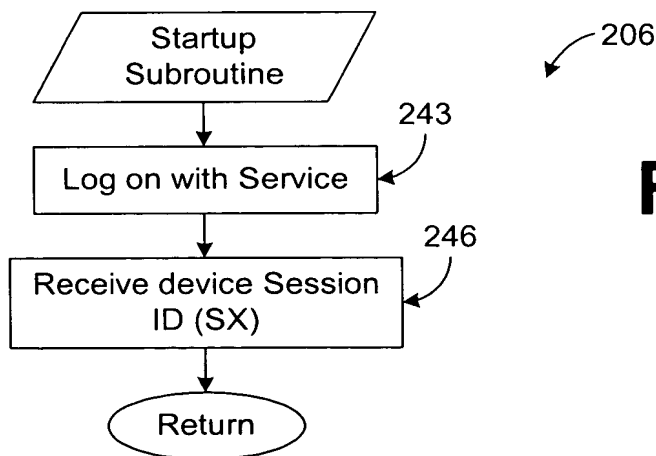 Startup
Subroutine
206
243
Log on with Service
246
Receive device Session
ID (SX)
Return